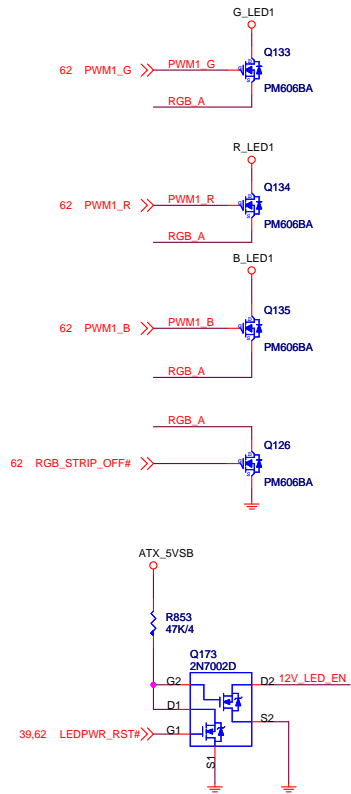 G_LED1
Q133
62 PWM1_G PWM1_G
PM606BA
RGB_A
R_LED1
Q134
62 PWM1_R PWM1_R
PM606BA
RGB_A
B_LED1
Q135
62 PWM1_B PWM1_B
PM606BA
RGB_A
RGB_A
Q126
62 RGB_STRIP_OFF#
PM606BA
ATX_5VSB
R853
47K/4
Q173
2N7002D
G2 D2 12V_LED_EN
D1 S2
39,62 LEDPWR_RST# G1
S1